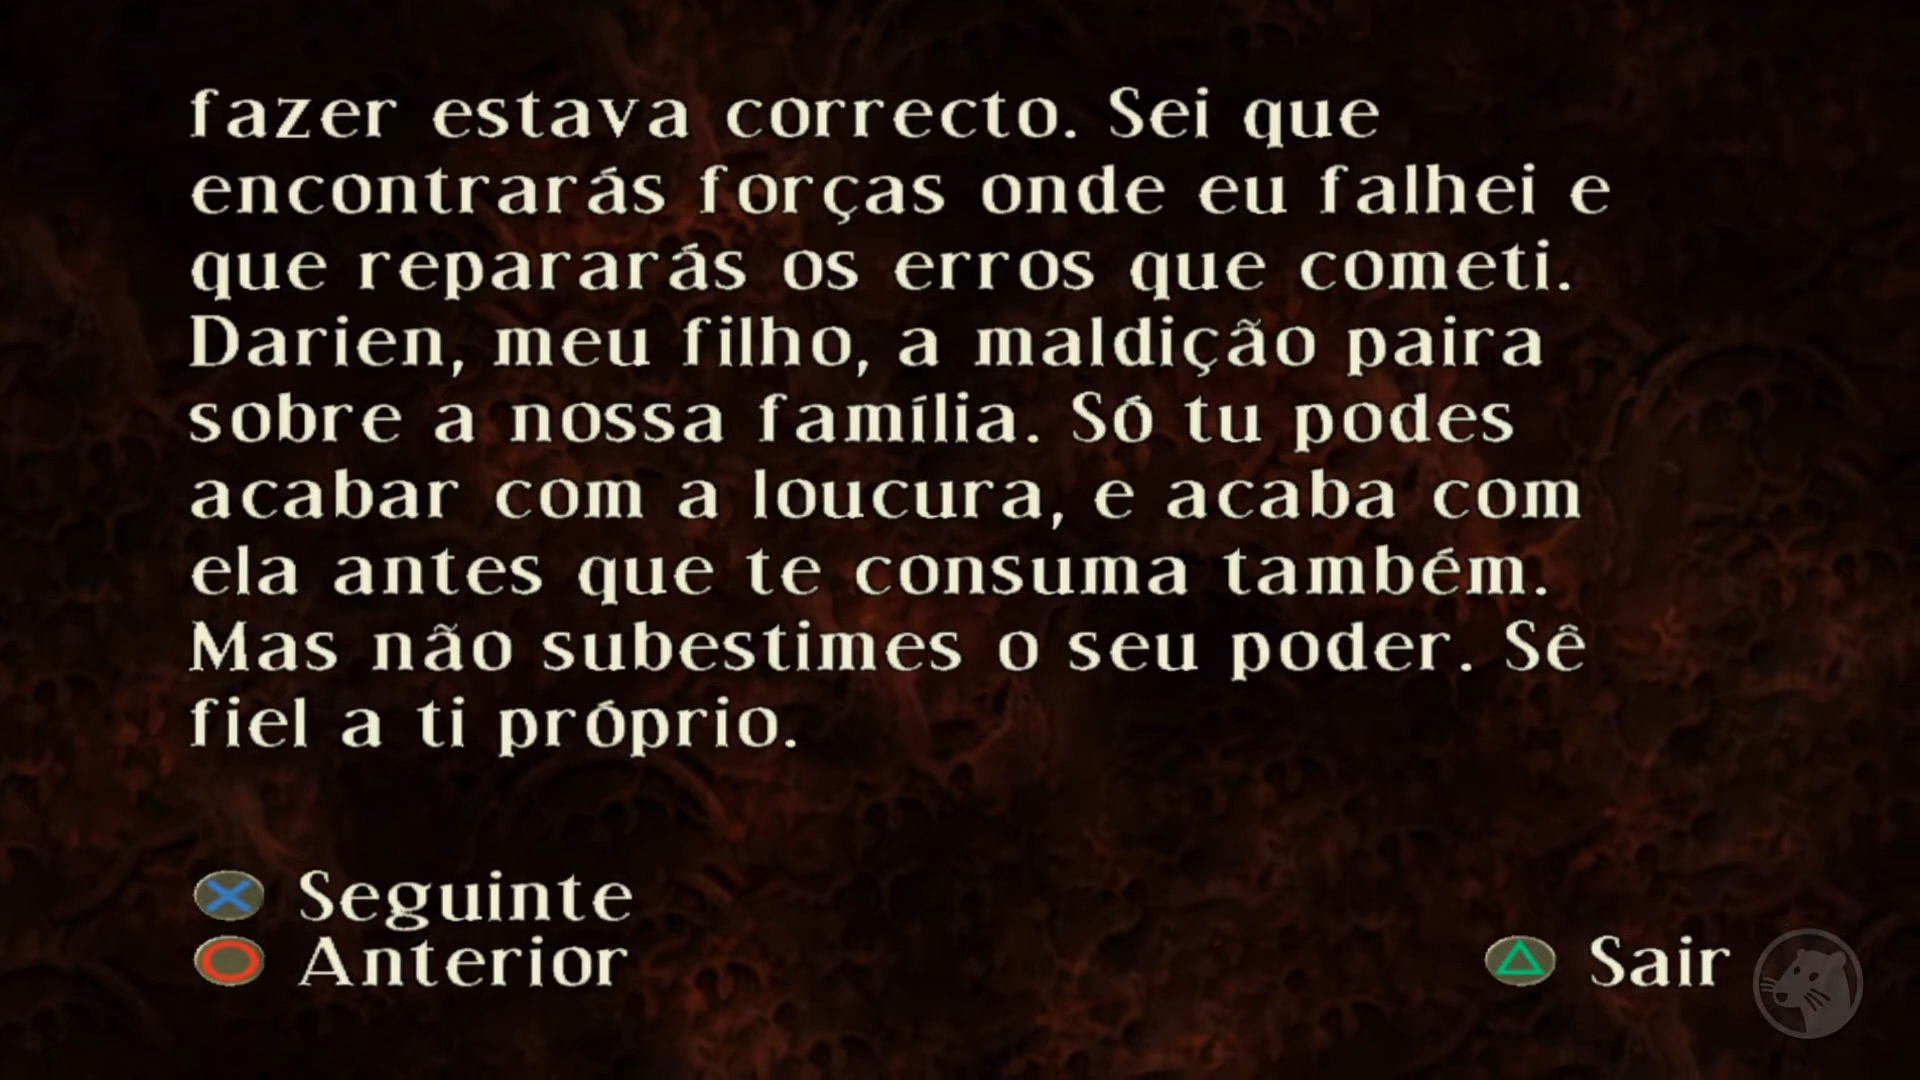 fazer estava correcto. Sei que
encontrarás forças onde eu falhei e
que repararás os erros que cometi.
Darien, meu filho, a maldição paira
sobre a nossa família. Só tu podes
acabar com a loucura, e acaba com
ela antes que te consuma também.
Mas não subestimes o seu poder. Sê
fiel a ti próprio.
Seguinte
Anterior
Sair